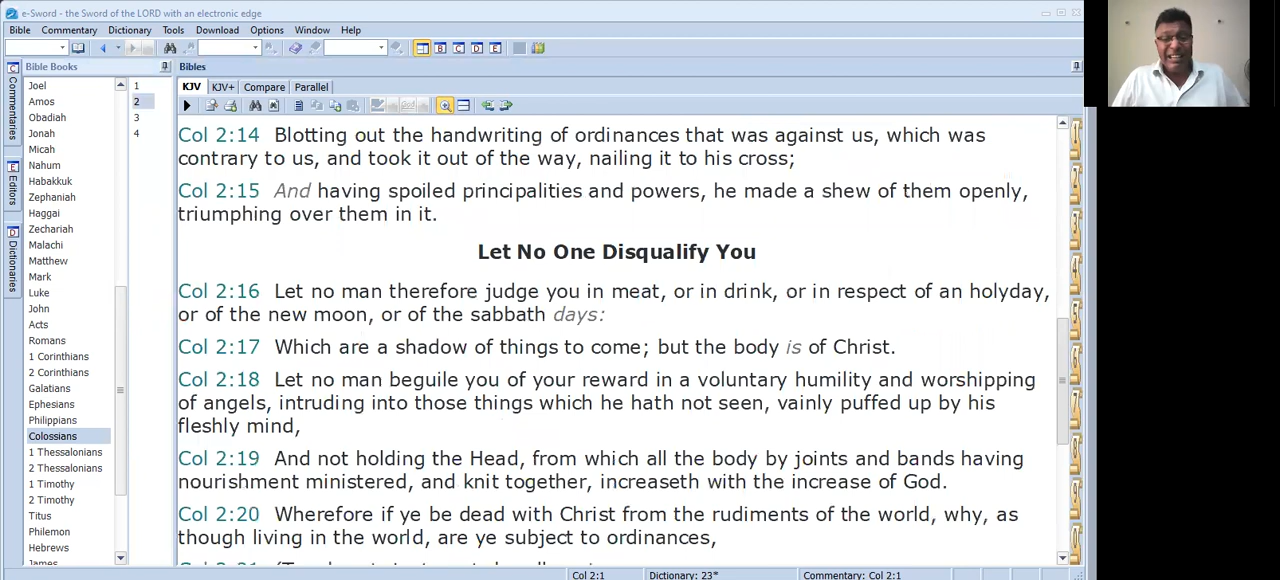 e-Sword - the Sword of the LORD with an electronic edge
Bible Commentary Dictionary Tools Download Options Window Help
B C D E
Bible Books
Bibles
KJV KJV+ Compare Parallel
C Commentaries
E Editors
D Dictionaries
Joel
Amos
Obadiah
Jonah
Micah
Nahum
Habakkuk
Zephaniah
Haggai
Zechariah
Malachi
Matthew
Mark
Luke
John
Acts
Romans
1 Corinthians
2 Corinthians
Galatians
Ephesians
Philippians
Colossians
1 Thessalonians
2 Thessalonians
1 Timothy
2 Timothy
Titus
Philemon
Hebrews
James
1
2
3
4
Col 2:14 Blotting out the handwriting of ordinances that was against us, which was
contrary to us, and took it out of the way, nailing it to his cross;
Col 2:15 And having spoiled principalities and powers, he made a shew of them openly,
triumphing over them in it.
Let No One Disqualify You
Col 2:16 Let no man therefore judge you in meat, or in drink, or in respect of an holyday,
or of the new moon, or of the sabbath days:
Col 2:17 Which are a shadow of things to come; but the body is of Christ.
Col 2:18 Let no man beguile you of your reward in a voluntary humility and worshipping
of angels, intruding into those things which he hath not seen, vainly puffed up by his
fleshly mind,
Col 2:19 And not holding the Head, from which all the body by joints and bands having
nourishment ministered, and knit together, increaseth with the increase of God.
Col 2:20 Wherefore if ye be dead with Christ from the rudiments of the world, why, as
though living in the world, are ye subject to ordinances,
1
2
3
4
5
6
7
8
9
0
Col 2:1 Dictionary: 23* Commentary: Col 2:1